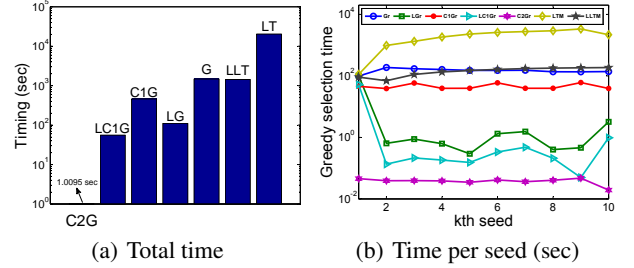 Timing (sec)
10^5
10^4
10^3
10^2
10^1
10^0
LC1G
C1G
LG
G
LLT
LT
1.0095 sec
C2G
(a) Total time
Greedy selection time
10^4
10^2
10^0
10^-2
Gr LGr C1Gr LC1Gr C2Gr LTM LLTM
2 4 6 8 10
kth seed
(b) Time per seed (sec)